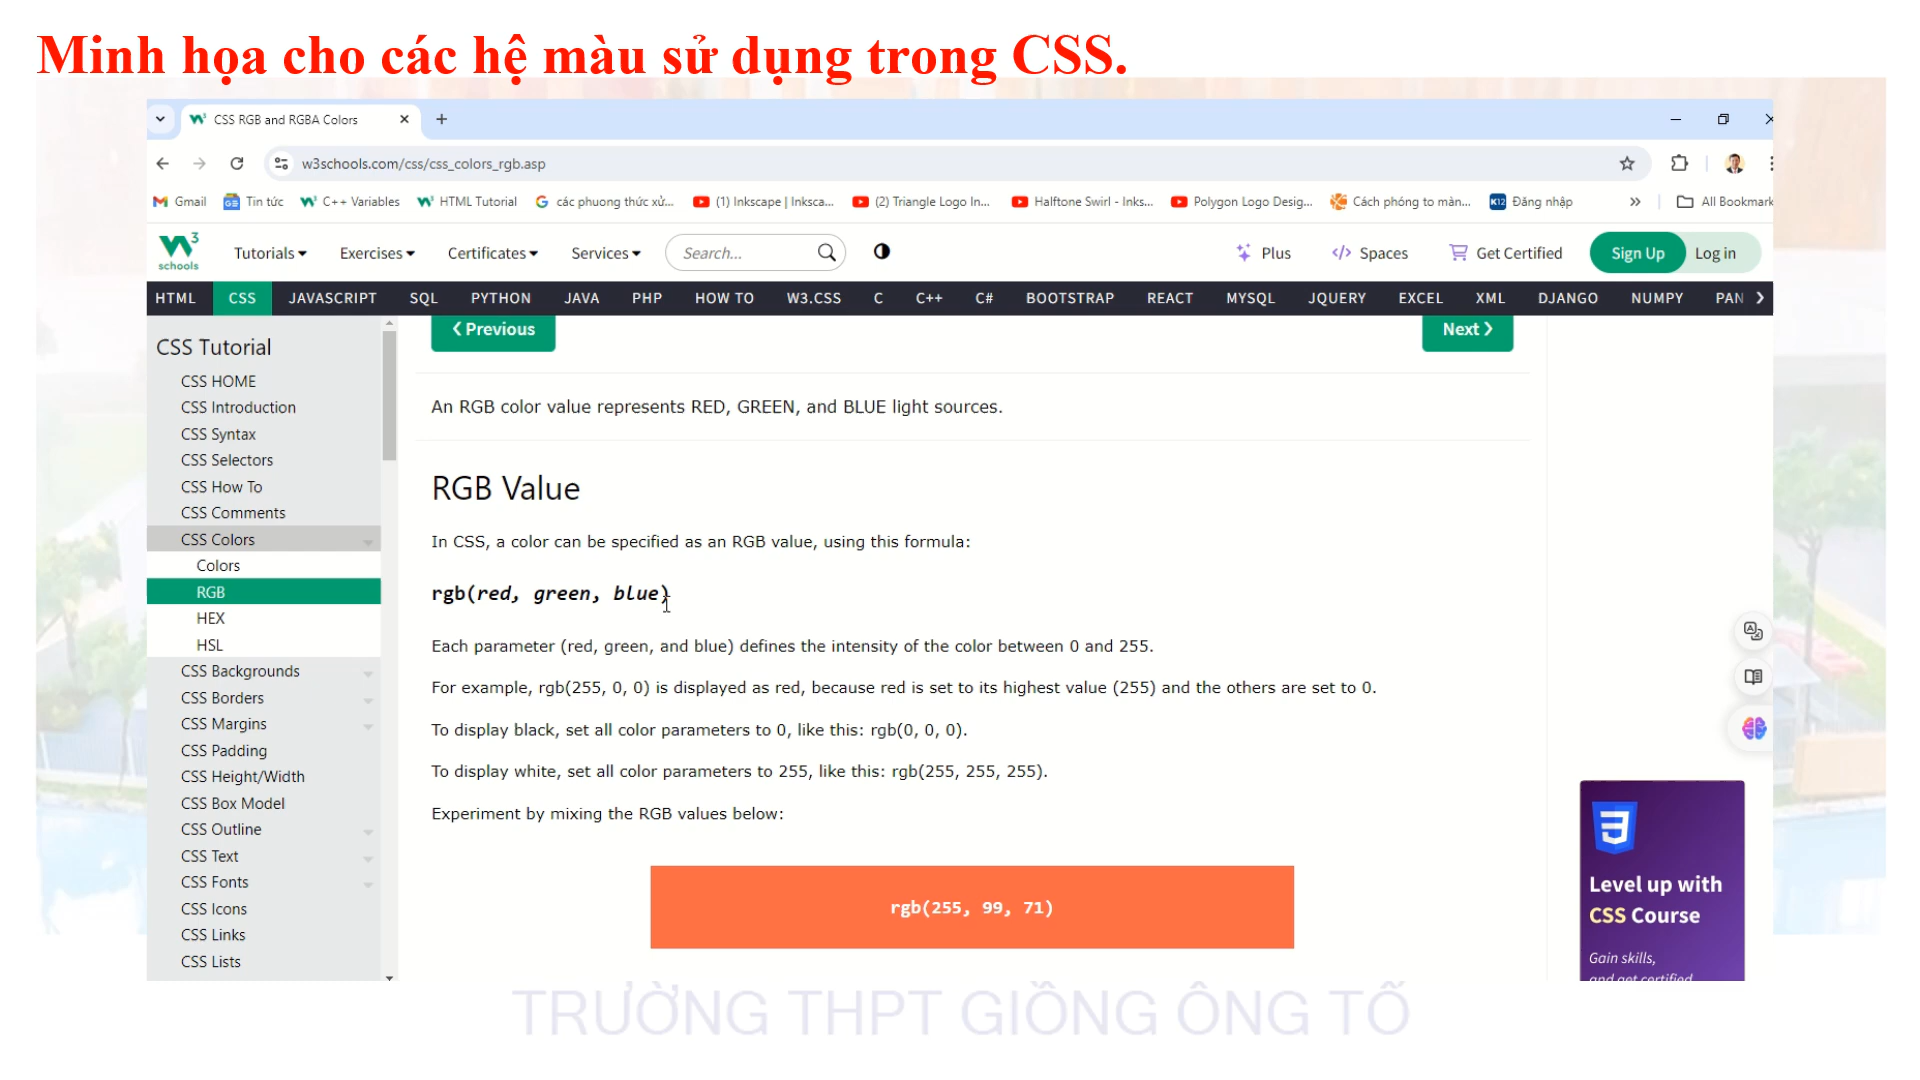 Minh họa cho các hệ màu sử dụng trong CSS.
CSS RGB and RGBA Colors
w3schools.com/css/css_colors_rgb.asp
Gmail Tin tức C++ Variables HTML Tutorial các phuong thức xử... (1) Inkscape | Inksca... (2) Triangle Logo In... Halftone Swirl - Inks... Polygon Logo Desig... Cách phóng to màn... K12 Đăng nhập » All Bookmark
W3 schools Tutorials Exercises Certificates Services Search... Plus Spaces Get Certified Sign Up Log in
HTML CSS JAVASCRIPT SQL PYTHON JAVA PHP HOW TO W3.CSS C C++ C# BOOTSTRAP REACT MYSQL JQUERY EXCEL XML DJANGO NUMPY PAN
CSS Tutorial
CSS HOME
CSS Introduction
CSS Syntax
CSS Selectors
CSS How To
CSS Comments
CSS Colors
Colors
RGB
HEX
HSL
CSS Backgrounds
CSS Borders
CSS Margins
CSS Padding
CSS Height/Width
CSS Box Model
CSS Outline
CSS Text
CSS Fonts
CSS Icons
CSS Links
CSS Lists
❮ Previous Next ❯
An RGB color value represents RED, GREEN, and BLUE light sources.
RGB Value
In CSS, a color can be specified as an RGB value, using this formula:
rgb(red, green, blue)
Each parameter (red, green, and blue) defines the intensity of the color between 0 and 255.
For example, rgb(255, 0, 0) is displayed as red, because red is set to its highest value (255) and the others are set to 0.
To display black, set all color parameters to 0, like this: rgb(0, 0, 0).
To display white, set all color parameters to 255, like this: rgb(255, 255, 255).
Experiment by mixing the RGB values below:
rgb(255, 99, 71)
Level up with
CSS Course
Gain skills,
and get certified
TRƯỜNG THPT GIỒNG ÔNG TỐ